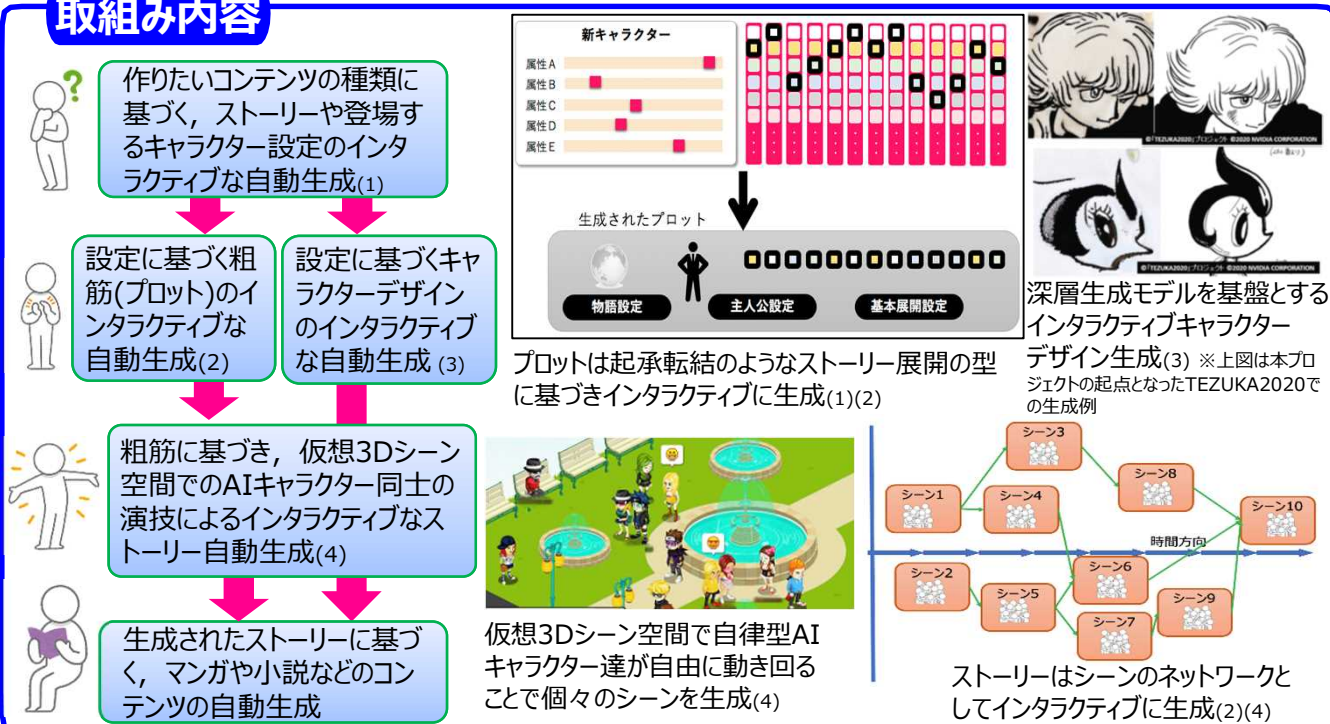 取組み内容
作りたいコンテンツの種類に
基づく，ストーリーや登場す
るキャラクター設定のインタ
ラクティブな自動生成(1)
設定に基づく粗
筋(プロット)のイ
ンタラクティブな
自動生成(2)
設定に基づくキャ
ラクターデザイン
のインタラクティブ
な自動生成 (3)
粗筋に基づき，仮想3Dシーン
空間でのAIキャラクター同士の
演技によるインタラクティブなス
トーリー自動生成(4)
生成されたストーリーに基づ
く，マンガや小説などのコン
テンツの自動生成
新キャラクター
属性A
属性B
属性C
属性D
属性E
生成されたプロット
物語設定
主人公設定
基本展開設定
プロットは起承転結のようなストーリー展開の型
に基づきインタラクティブに生成(1)(2)
©「TEZUKA2020」プロジェクト ©2020 NVIDIA CORPORATION
©「TEZUKA2020」プロジェクト ©2020 NVIDIA CORPORATION
深層生成モデルを基盤とする
インタラクティブキャラクター
デザイン生成(3) ※上図は本プロ
ジェクトの起点となったTEZUKA2020で
の生成例
仮想3Dシーン空間で自律型AI
キャラクター達が自由に動き回る
ことで個々のシーンを生成(4)
シーン3
シーン8
シーン1
シーン4
シーン10
時間方向
シーン2
シーン5
シーン6
シーン9
シーン7
ストーリーはシーンのネットワークと
してインタラクティブに生成(2)(4)